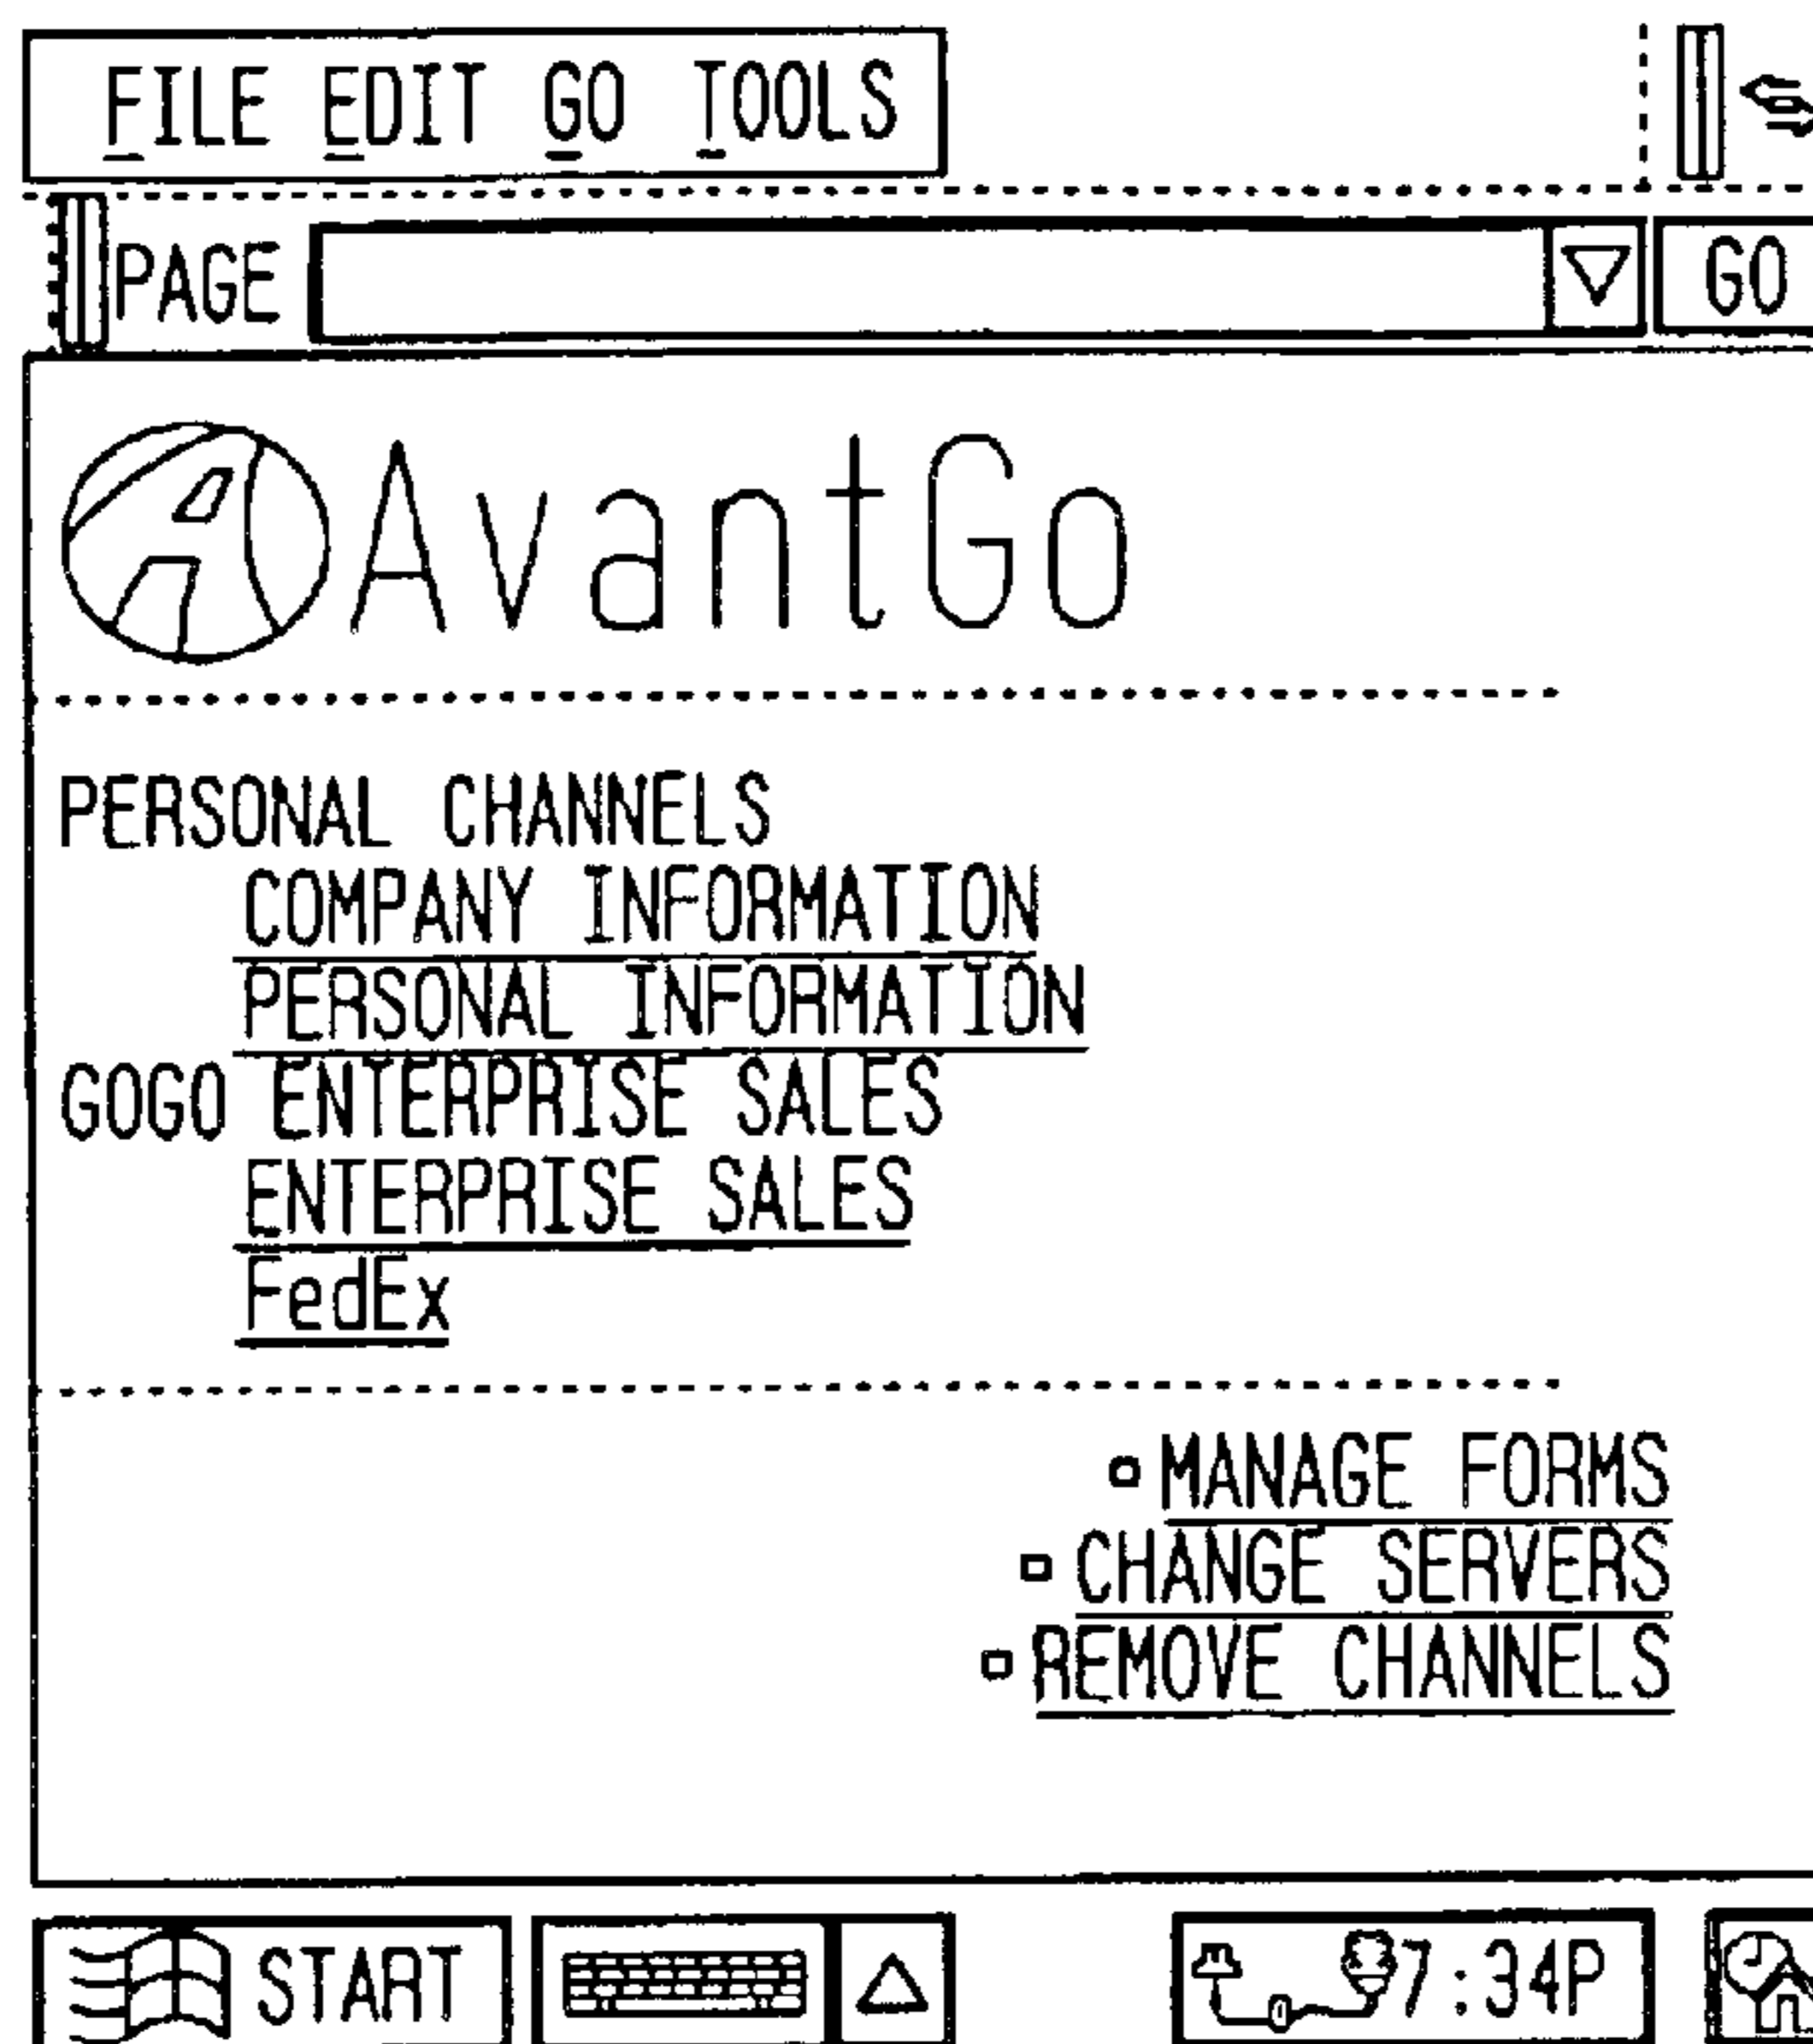 FILE EDIT GO TOOLS
PAGE GO
AvantGo
PERSONAL CHANNELS
COMPANY INFORMATION
PERSONAL INFORMATION
GOGO ENTERPRISE SALES
ENTERPRISE SALES
FedEx
MANAGE FORMS
CHANGE SERVERS
REMOVE CHANNELS
START 7:34P